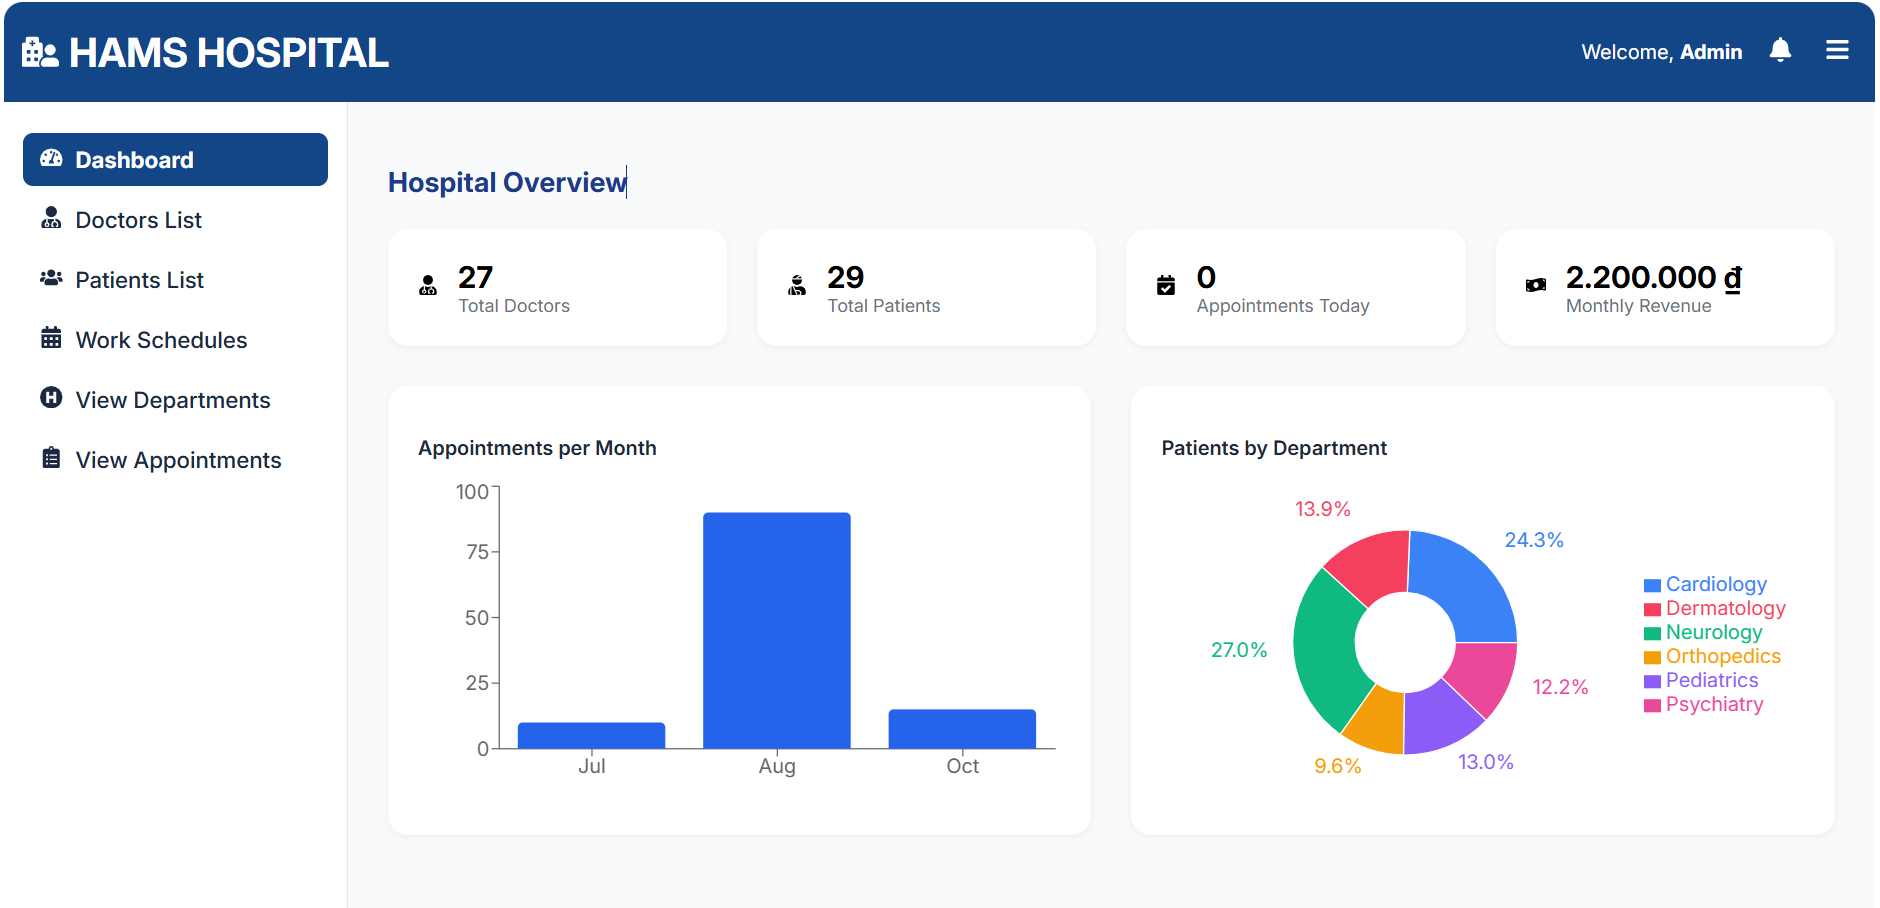 HAMS HOSPITAL
Welcome, Admin
Dashboard
Doctors List
Patients List
Work Schedules
View Departments
View Appointments
Hospital Overview
27
Total Doctors
29
Total Patients
0
Appointments Today
2.200.000 ₫
Monthly Revenue
Appointments per Month
100
75
50
25
0
Jul
Aug
Oct
Patients by Department
13.9%
24.3%
27.0%
12.2%
9.6%
13.0%
Cardiology
Dermatology
Neurology
Orthopedics
Pediatrics
Psychiatry